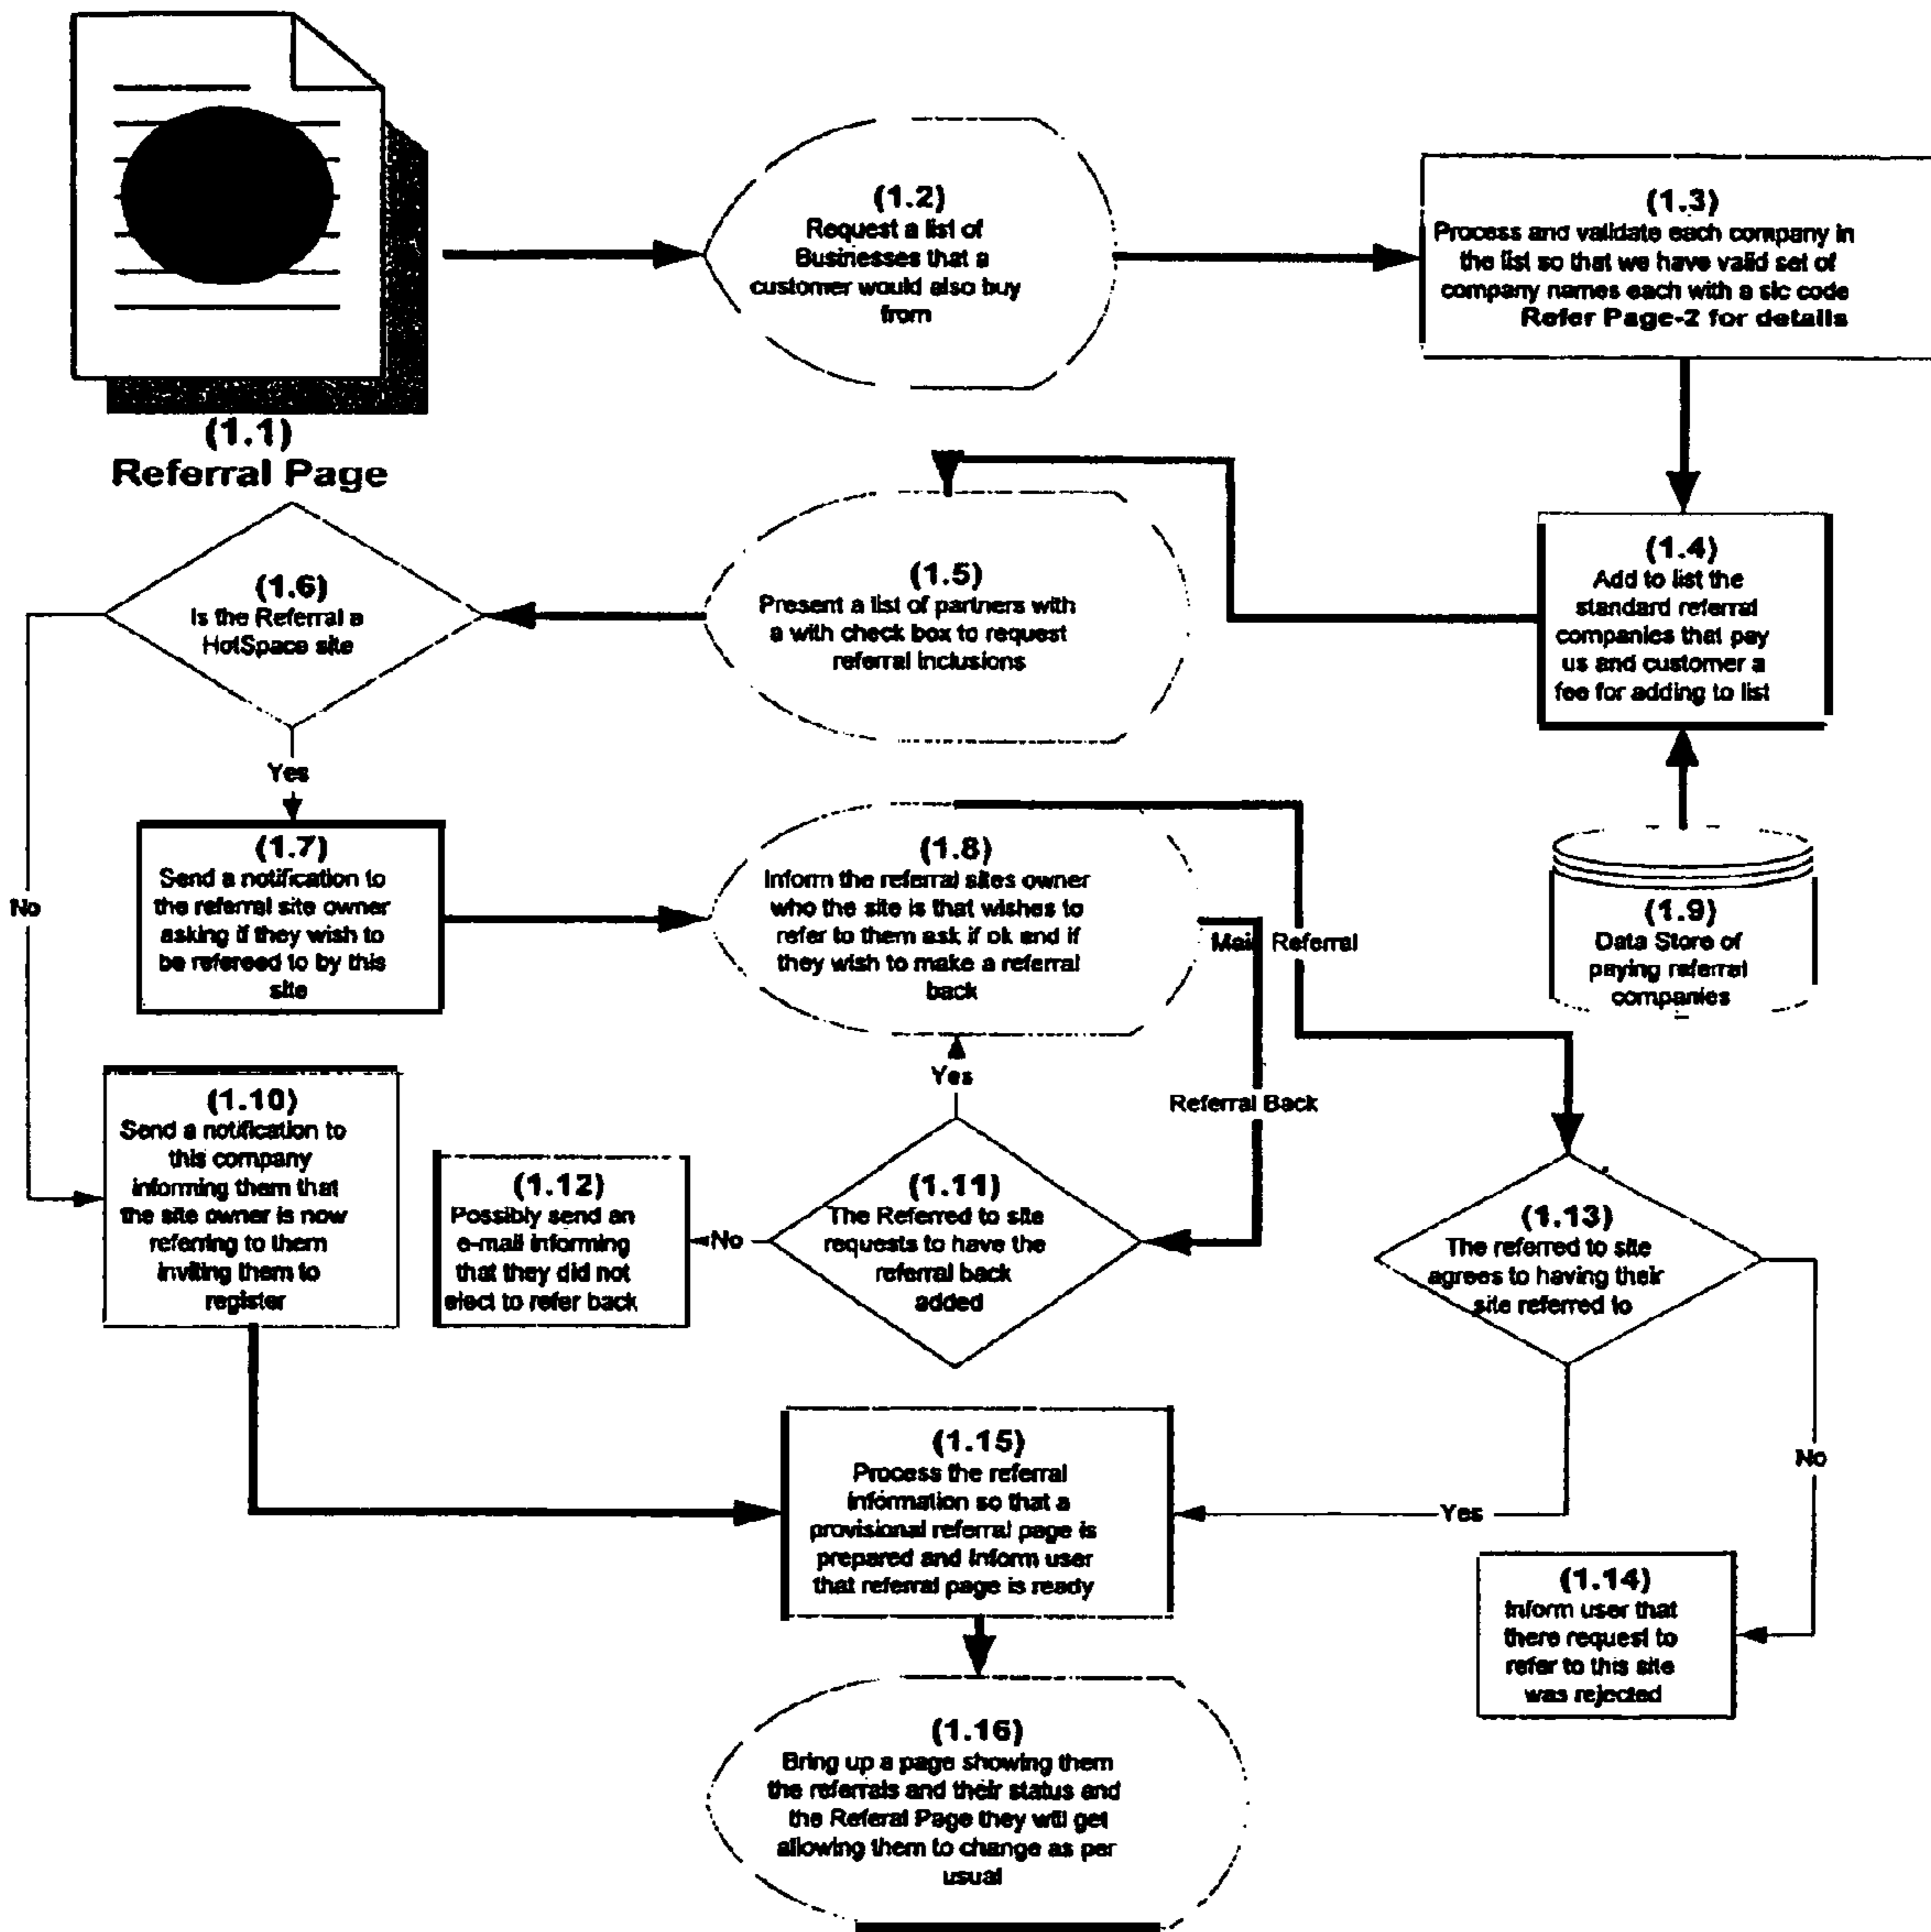 (1.1)
Referral Page
(1.2)
Request a list of
Businesses that a
customer would also buy
from
(1.3)
Process and validate each company in
the list so that we have valid set of
company names each with a sic code
Refer Page-2 for details
(1.4)
Add to list the
standard referral
companies that pay
us and customer a
fee for adding to list
(1.5)
Present a list of partners with
a with check box to request
referral inclusions
(1.6)
Is the Referral a
HotSpace site
Yes
No
(1.7)
Send a notification to
the referral site owner
asking if they wish to
be refereed to by this
site
(1.8)
Inform the referral sites owner
who the site is that wishes to
refer to them ask if ok and if
they wish to make a referral
back
Main Referral
(1.9)
Data Store of
paying referral
companies
(1.10)
Send a notification to
this company
informing them that
the site owner is now
referring to them
inviting them to
register
Yes
Referral Back
(1.12)
Possibly send an
e-mail informing
that they did not
elect to refer back
No
(1.11)
The Referred to site
requests to have the
referral back
added
(1.13)
The referred to site
agrees to having their
site referred to
No
Yes
(1.15)
Process the referral
information so that a
provisional referral page is
prepared and inform user
that referral page is ready
(1.14)
Inform user that
there request to
refer to this site
was rejected
(1.16)
Bring up a page showing them
the referrals and their status and
the Referal Page they will get
allowing them to change as per
usual